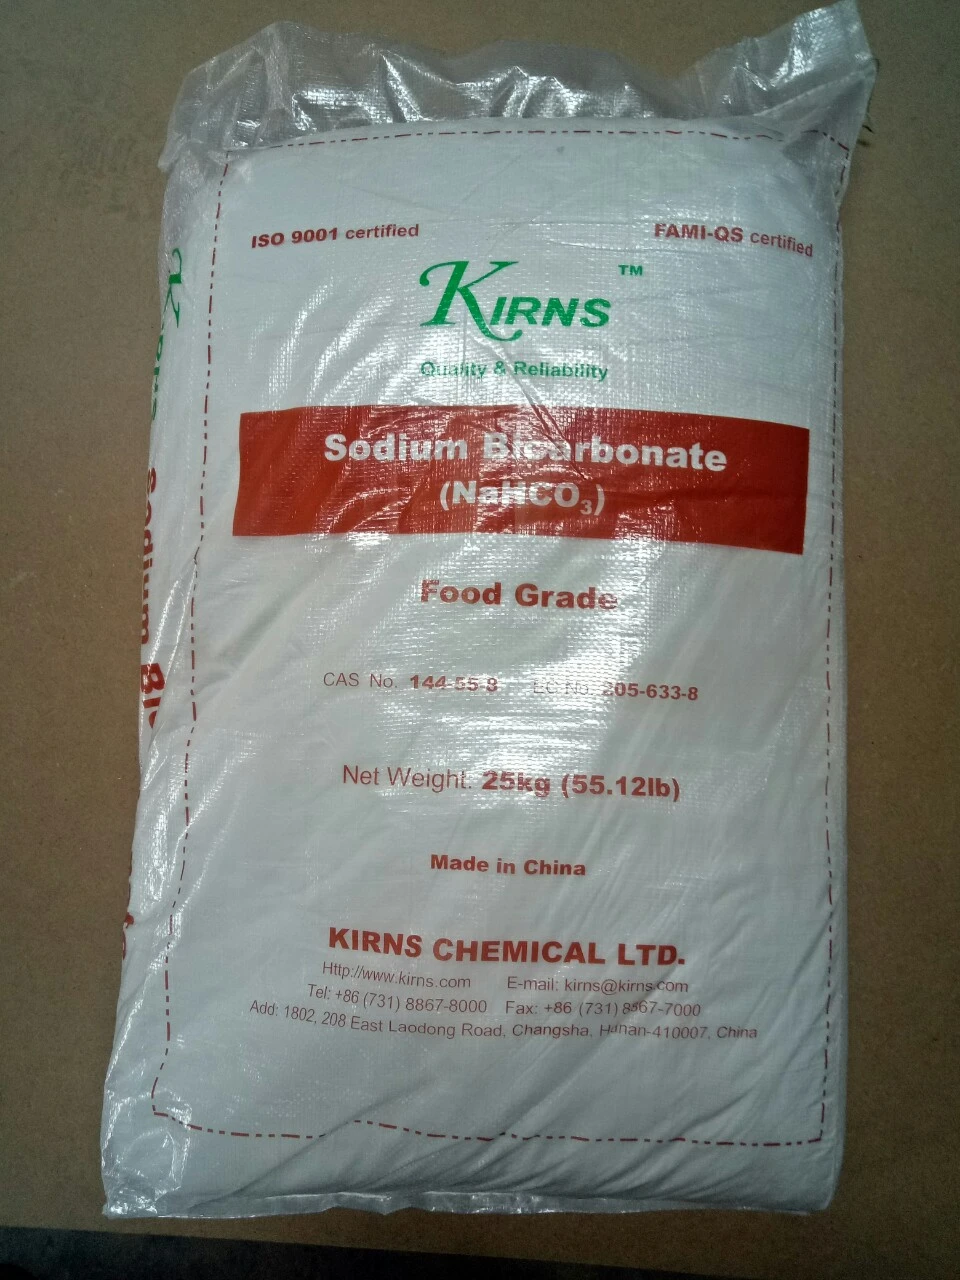 ISO 9001 certified
FAMI-QS certified
KIRNS™
Quality & Reliability
Sodium Bicarbonate
(NaHCO₃)
Food Grade
CAS No. 144-55-8 EC No. 205-633-8
Net Weight: 25kg (55.12lb)
Made in China
KIRNS CHEMICAL LTD.
Http://www.kirns.com E-mail: kirns@kirns.com
Tel: +86 (731) 8867-8000 Fax: +86 (731) 8567-7000
Add: 1802, 208 East Laodong Road, Changsha, Hunan-410007, China
Sodium Bic